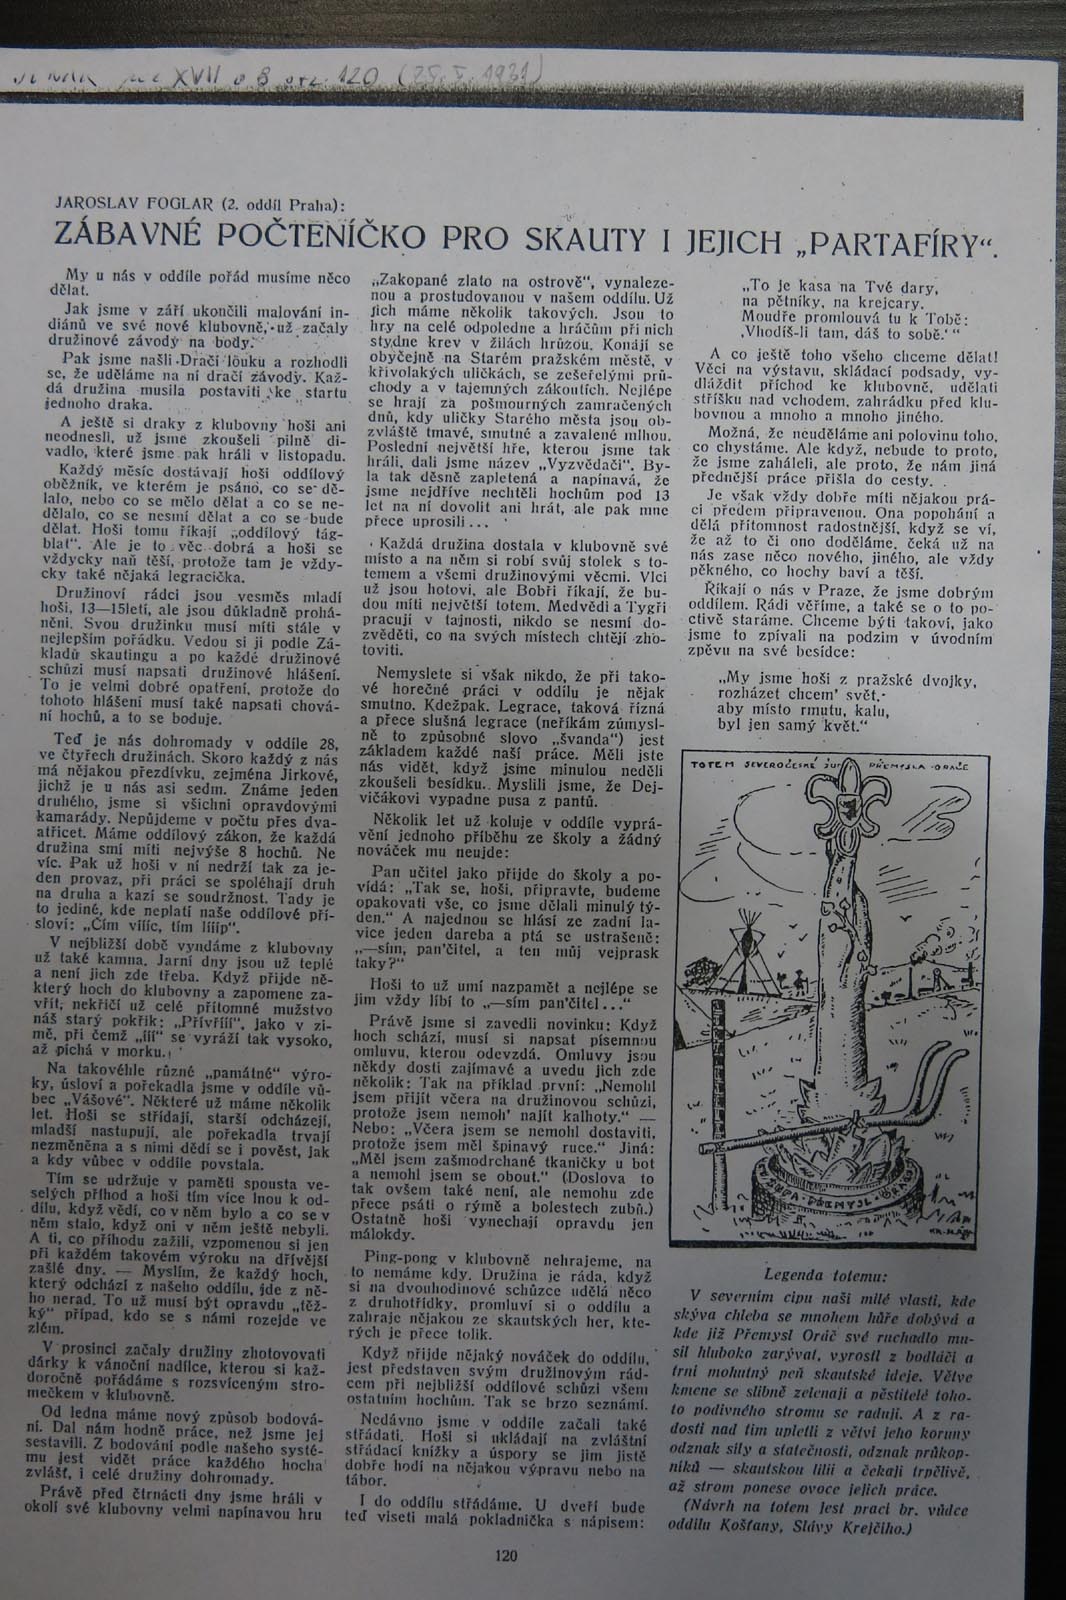 XVII 120 (25. 1931)
JAROSLAV FOGLAR (2. oddíl Praha):
ZÁBAVNÉ POČTENÍČKO PRO SKAUTY I JEJICH „PARTAFÍRY“.
My u nás v oddíle pořád musíme něco
dělat.
Jak jsme v září ukončili malování in-
diánů ve své nové klubovně, už začaly
družinové závody na body.
Pak jsme našli Dračí louku a rozhodli
se, že uděláme na ní dračí závody. Kaž-
dá družina musila postaviti ke startu
jednoho draka.
A ještě si draky z klubovny hoši ani
neodnesli, už jsme zkoušeli pilně di-
vadlo, které jsme pak hráli v listopadu.
Každý měsíc dostávají hoši oddílový
oběžník, ve kterém je psáno, co se dě-
lalo, nebo co se mělo dělat a co se ne-
dělalo, co se nesmí dělat a co se bude
dělat. Hoši tomu říkají „oddílový tág-
blat“. Ale je to věc dobrá a hoši se
vždycky naň těší, protože tam je vždy-
cky také nějaká legracička.
Družinoví rádci jsou vesměs mladí
hoši, 13—15letí, ale jsou důkladně prohá-
něni. Svou družinku musí míti stále v
nejlepším pořádku. Vedou si ji podle Zá-
kladů skautingu a po každé družinové
schůzi musí napsati družinové hlášení.
To je velmi dobré opatření, protože do
tohoto hlášení musí také napsati chová-
ní hochů, a to se boduje.
Teď je nás dohromady v oddíle 28,
ve čtyřech družinách. Skoro každý z nás
má nějakou přezdívku, zejména Jirkové,
jichž je u nás asi sedm. Známe jeden
druhého, jsme si všichni opravdovými
kamarády. Nepůjdeme v počtu přes dva-
atřicet. Máme oddílový zákon, že každá
družina smí míti nejvýše 8 hochů. Ne
víc. Pak už hoši v ní nedrží tak za je-
den provaz, při práci se spoléhají druh
na druha a kazí se soudržnost. Tady je
to jediné, kde neplatí naše oddílové pří-
sloví: „Čím vííc, tím líííp“.
V nejbližší době vyndáme z klubovny
už také kamna. Jarní dny jsou už teplé
a není jich zde třeba. Když přijde ně-
který hoch do klubovny a zapomene za-
vřít, nekřičí už celé přítomné mužstvo
náš starý pokřik: „Přívřííí“, jako v zi-
mě, při čemž „ííí“ se vyráží tak vysoko,
až píchá v morku.
Na takovéhle různé „památné“ výro-
ky, úsloví a pořekadla jsme v oddíle vů-
bec „Vášové“. Některé už máme několik
let. Hoši se střídají, starší odcházejí,
mladší nastupují, ale pořekadla trvají
nezměněna a s nimi dědí se i pověst, jak
a kdy vůbec v oddíle povstala.
Tím se udržuje v paměti spousta ve-
selých příhod a hoši tím více lnou k od-
dílu, když vědí, co v něm bylo a co se v
něm stalo, když oni v něm ještě nebyli.
A ti, co příhodu zažili, vzpomenou si jen
při každém takovém výroku na dřívější
zašlé dny. — Myslím, že každý hoch,
který odchází z našeho oddílu, jde z ně-
ho nerad. To už musí být opravdu „těž-
ký“ případ, kdo se s námi rozejde ve
zlém.
V prosinci začaly družiny zhotovovati
dárky k vánoční nadílce, kterou si kaž-
doročně pořádáme s rozsvíceným stro-
mečkem v klubovně.
Od ledna máme nový způsob bodová-
ní. Dal nám hodně práce, než jsme jej
sestavili. Z bodování podle našeho systé-
mu jest vidět práce každého hocha
zvlášť, i celé družiny dohromady.
Právě před čtrnácti dny jsme hráli v
okolí své klubovny velmi napínavou hru
„Zakopané zlato na ostrově“, vynaleze-
nou a prostudovanou v našem oddílu. Už
jich máme několik takových. Jsou to
hry na celé odpoledne a hráčům při nich
stydne krev v žilách hrůzou. Konají se
obyčejně na Starém pražském městě, v
křivolakých uličkách, se zešeřelými prů-
chody a v tajemných zákoutích. Nejlépe
se hrají za pošmourných zamračených
dnů, kdy uličky Starého města jsou ob-
zvláště tmavé, smutné a zavalené mlhou.
Poslední největší hře, kterou jsme tak
hráli, dali jsme název „Vyzvědači“. By-
la tak děsně zapletená a napínavá, že
jsme nejdříve nechtěli hochům pod 13
let na ní dovolit ani hrát, ale pak mne
přece uprosili...
Každá družina dostala v klubovně své
místo a na něm si robí svůj stolek s to-
temem a všemi družinovými věcmi. Vlci
už jsou hotovi, ale Bobři říkají, že bu-
dou míti největší totem. Medvědi a Tygři
pracují v tajnosti, nikdo se nesmí do-
zvěděti, co na svých místech chtějí zho-
toviti.
Nemyslete si však nikdo, že při tako-
vé horečné práci v oddílu je nějak
smutno. Kdežpak. Legrace, taková řízná
a přece slušná legrace (neříkám zúmysl-
ně to způsobné slovo „švanda“) jest
základem každé naší práce. Měli jste
nás vidět, když jsme minulou neděli
zkoušeli besídku. Myslili jsme, že Dej-
vičákovi vypadne pusa z pantů.
Několik let už koluje v oddíle vyprá-
vění jednoho příběhu ze školy a žádný
nováček mu neujde:
Pan učitel jako přijde do školy a po-
vídá: „Tak se, hoši, připravte, budeme
opakovati vše, co jsme dělali minulý tý-
den.“ A najednou se hlásí ze zadní la-
vice jeden dareba a ptá se ustrašeně:
„—sím, pan'čitel, a ten můj vejprask
taky?“
Hoši to už umí nazpamět a nejlépe se
jim vždy líbí to „—sím pan'čitel...“
Právě jsme si zavedli novinku: Když
hoch schází, musí si napsat písemnou
omluvu, kterou odevzdá. Omluvy jsou
někdy dosti zajímavé a uvedu jich zde
několik: Tak na příklad první: „Nemohl
jsem přijít včera na družinovou schůzi,
protože jsem nemoh' najít kalhoty.“ —
Nebo: „Včera jsem se nemohl dostaviti,
protože jsem měl špinavý ruce.“ Jiná:
„Měl jsem zašmodrchané tkaničky u bot
a nemohl jsem se obout.“ (Doslova to
tak ovšem také není, ale nemohu zde
přece psáti o rýmě a bolestech zubů.)
Ostatně hoši vynechají opravdu jen
málokdy.
Ping-pong v klubovně nehrajeme, na
to nemáme kdy. Družina je ráda, když
si na dvouhodinové schůzce udělá něco
z druhotřídky, promluví si o oddílu a
zahraje nějakou ze skautských her, kte-
rých je přece tolik.
Když přijde nějaký nováček do oddílu,
jest představen svým družinovým rád-
cem při nejbližší oddílové schůzi všem
ostatním hochům. Tak se brzo seznámí.
Nedávno jsme v oddíle začali také
střádati. Hoši si ukládají na zvláštní
střádací knížky a úspory se jim jistě
dobře hodí na nějakou výpravu nebo na
tábor.
I do oddílu střádáme. U dveří bude
teď viseti malá pokladnička s nápisem:
„To je kasa na Tvé dary,
na pětníky, na krejcary.
Moudře promlouvá tu k Tobě:
‚Vhodíš-li tam, dáš to sobě.‘“
A co ještě toho všeho chceme dělat!
Věci na výstavu, skládací podsady, vy-
dláždit příchod ke klubovně, udělati
stříšku nad vchodem, zahrádku před klu-
bovnou a mnoho a mnoho jiného.
Možná, že neuděláme ani polovinu toho,
co chystáme. Ale když, nebude to proto,
že jsme zaháleli, ale proto, že nám jiná
přednější práce přišla do cesty.
Je však vždy dobře míti nějakou prá-
ci předem připravenou. Ona popohání a
dělá přítomnost radostnější, když se ví,
že až to či ono doděláme, čeká už na
nás zase něco nového, jiného, ale vždy
pěkného, co hochy baví a těší.
Říkají o nás v Praze, že jsme dobrým
oddílem. Rádi věříme, a také se o to po-
ctivě staráme. Chceme býti takoví, jako
jsme to zpívali na podzim v úvodním
zpěvu na své besídce:
„My jsme hoši z pražské dvojky,
rozházet chcem' svět,
aby místo rmutu, kalu,
byl jen samý květ.“
TOTEM SEVEROČESKÉ ŽUPY PŘEMYSLA ORÁČE
ŽUPA PŘEMYSL ORÁČ
Legenda totemu:
V severním cípu naší milé vlasti, kde
skýva chleba se mnohem hůře dobývá a
kde již Přemysl Oráč své ruchadlo mu-
sil hluboko zarývat, vyrostl z bodláčí a
trní mohutný peň skautské ideje. Větve
kmene se slibně zelenají a pěstitelé toho-
to podivného stromu se radují. A z ra-
dosti nad tím upletli z větví jeho koruny
odznak síly a statečnosti, odznak průkop-
níků — skautskou lilii a čekají trpělivě,
až strom ponese ovoce jejich práce.
(Návrh na totem jest prací br. vůdce
oddílu Košťany, Slávy Krejčího.)
120